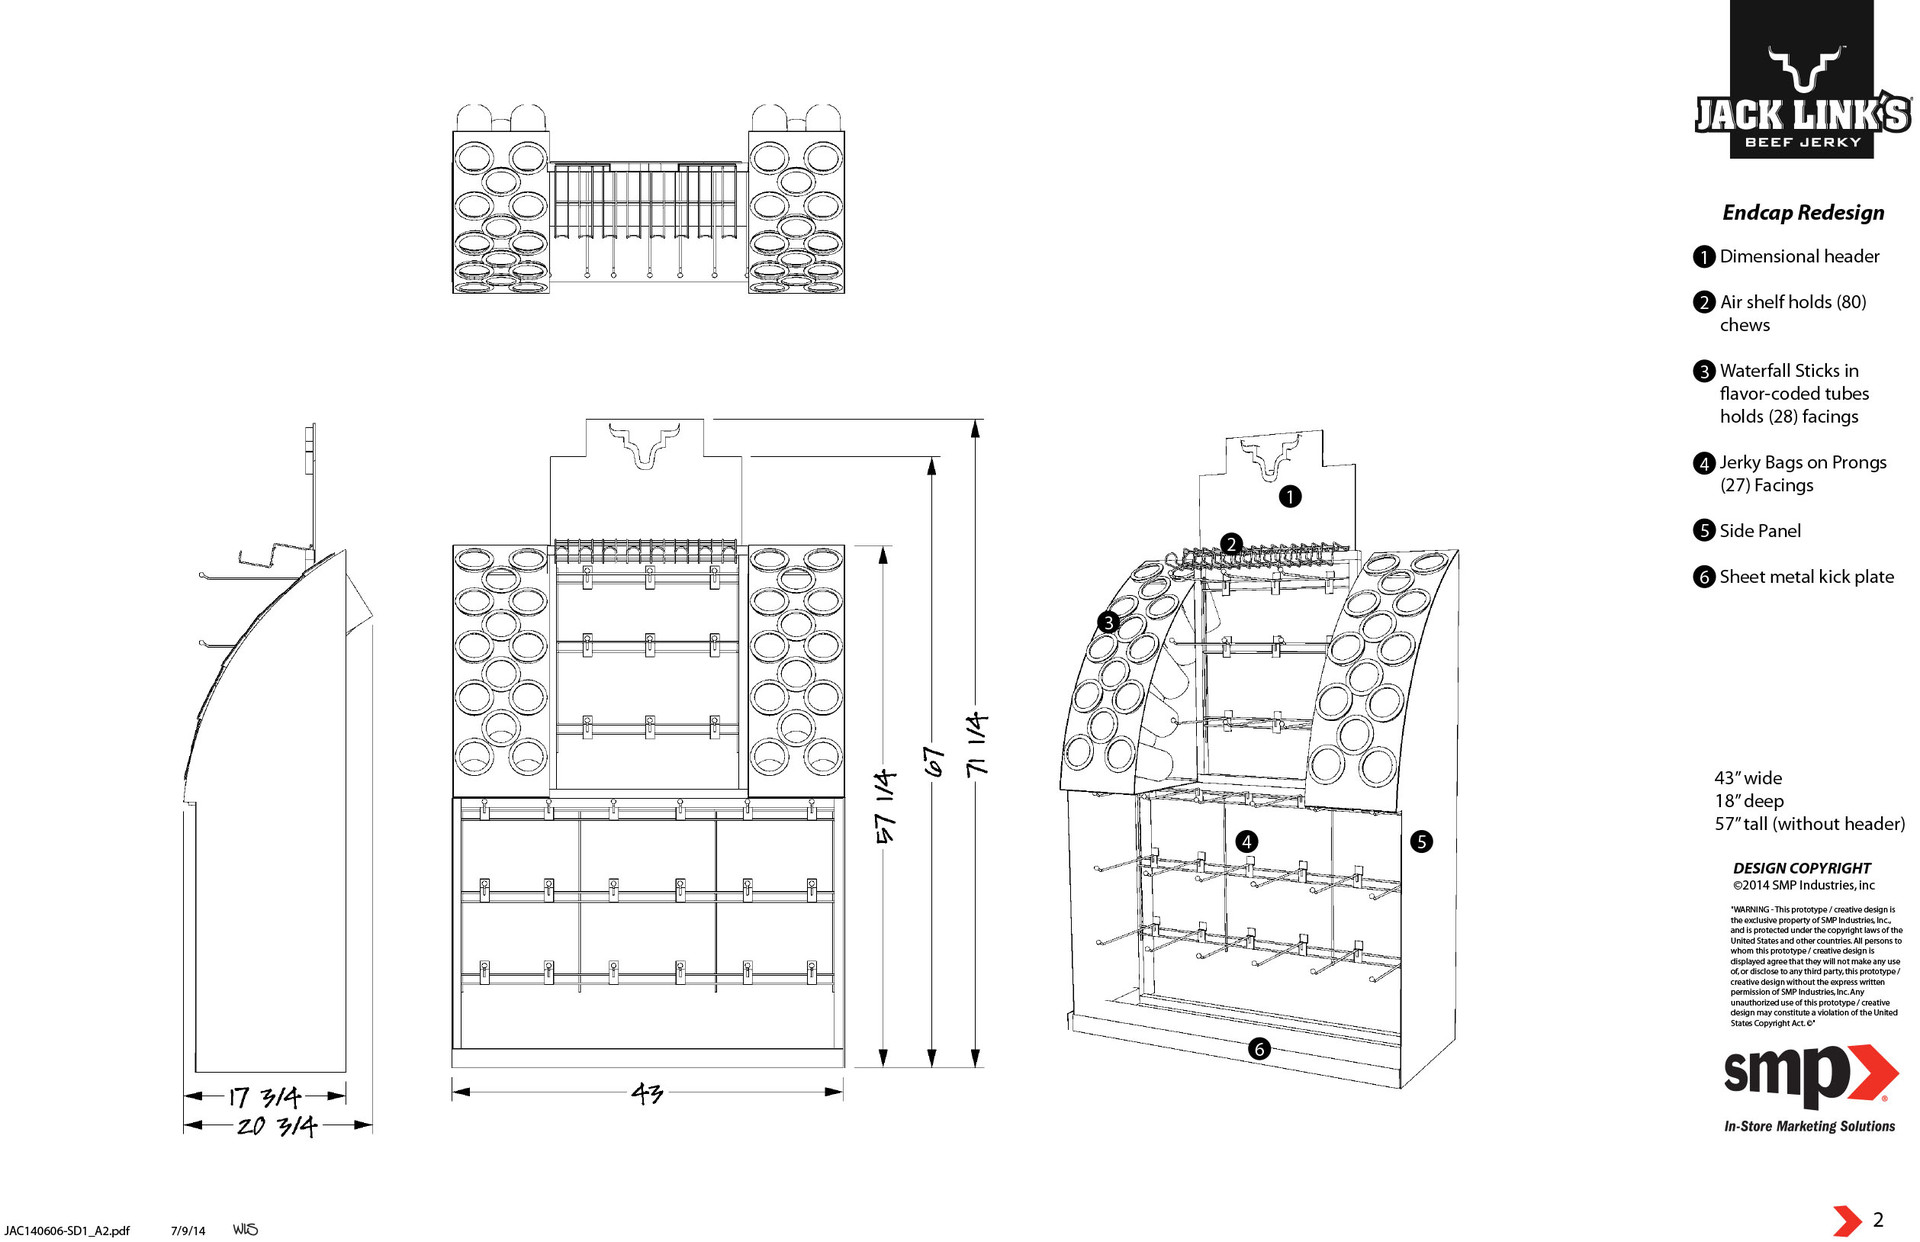 JACK LINK'S
BEEF JERKY
Endcap Redesign
1 Dimensional header
2 Air shelf holds (80)
chews
3 Waterfall Sticks in
flavor-coded tubes
holds (28) facings
4 Jerky Bags on Prongs
(27) Facings
5 Side Panel
6 Sheet metal kick plate
1
2
3
4
5
6
57 1/4
67
71 1/4
43
17 3/4
20 3/4
43” wide
18” deep
57” tall (without header)
DESIGN COPYRIGHT
©2014 SMP Industries, inc
"WARNING - This prototype / creative design is
the exclusive property of SMP Industries, Inc.,
and is protected under the copyright laws of the
United States and other countries. All persons to
whom this prototype / creative design is
displayed agree that they will not make any use
of, or disclose to any third party, this prototype /
creative design without the express written
permission of SMP Industries, Inc. Any
unauthorized use of this prototype / creative
design may constitute a violation of the United
States Copyright Act. ©"
smp
In-Store Marketing Solutions
JAC140606-SD1_A2.pdf 7/9/14
2